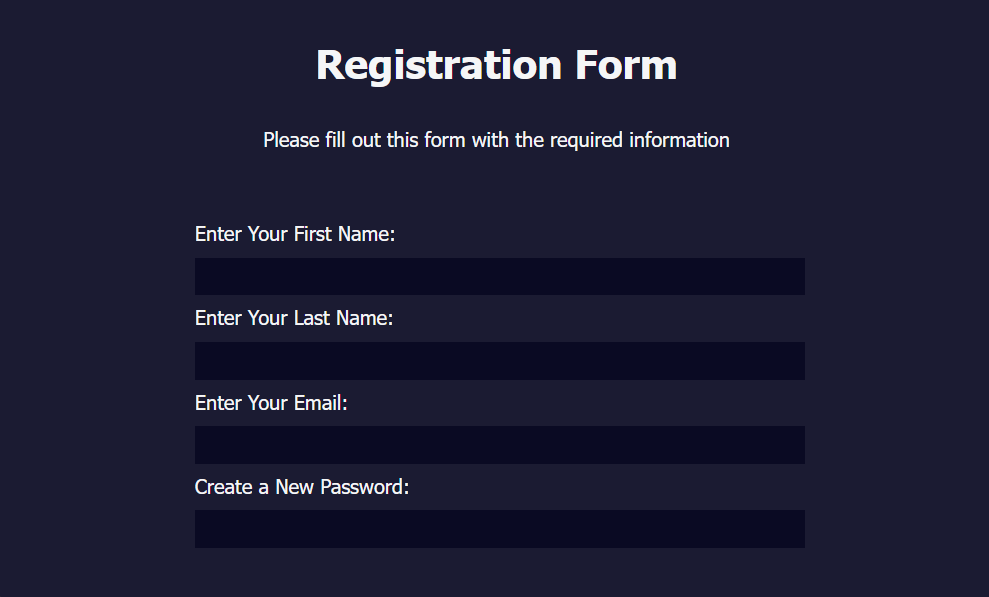 Registration Form
Please fill out this form with the required information
Enter Your First Name:
Enter Your Last Name:
Enter Your Email:
Create a New Password: